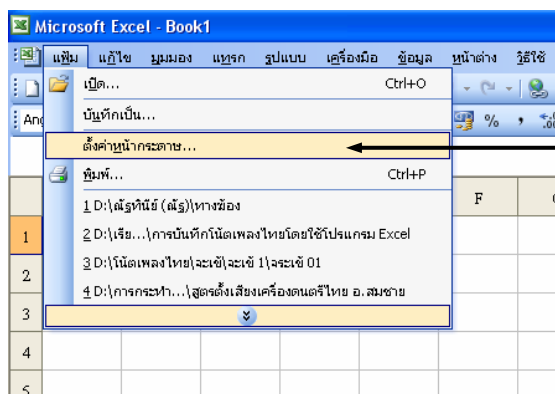 Microsoft Excel - Book1
แฟ้ม แก้ไข มุมมอง แทรก รูปแบบ เครื่องมือ ข้อมูล หน้าต่าง วิธีใช้
เปิด... Ctrl+O
บันทึกเป็น...
% ,
ตั้งค่าหน้ากระดาษ...
พิมพ์... Ctrl+P
1 D:\ณัฐทินีย์ (ณัฐ)\ทางฆ้อง
F
2 D:\เรีย...\การบันทึกโน้ตเพลงไทยโดยใช้โปรแกรม Excel
1
3 D:\โน้ตเพลงไทย\จะเข้\จะเข้ 1\จระเข้ 01
2
4 D:\การกระทำ...\สูตรตั้งเสียงเครื่องดนตรีไทย อ.สมชาย
3
4
5